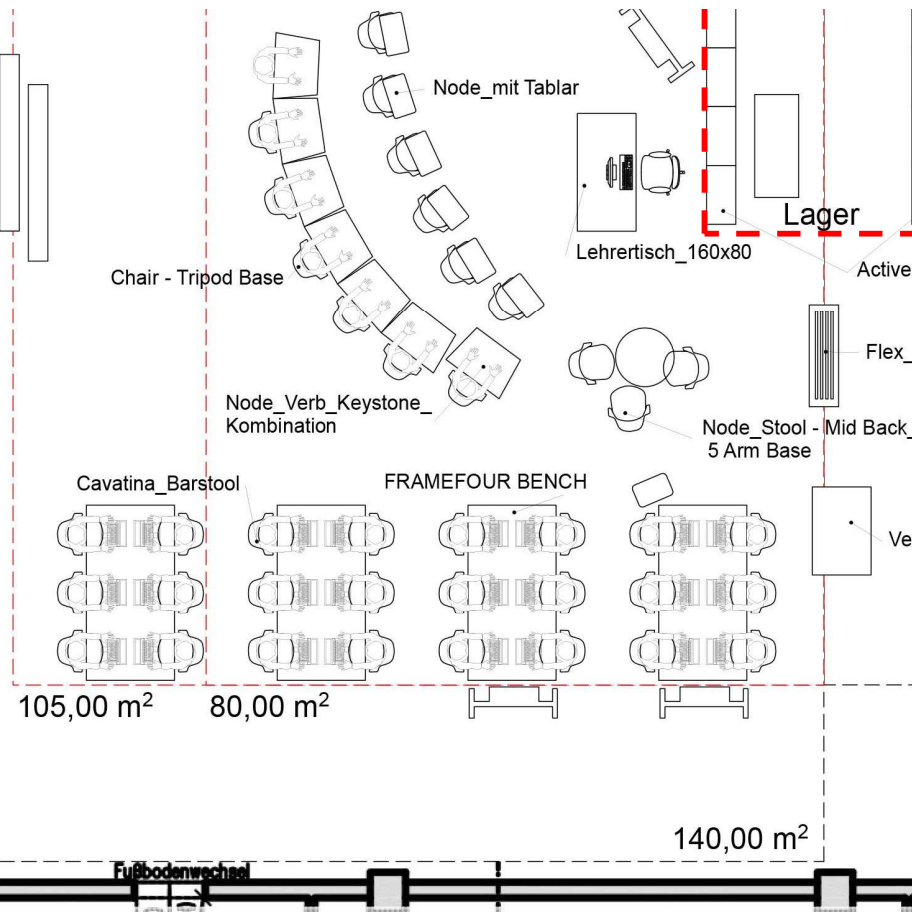 Node_mit Tablar
Lager
Lehrertisch_160x80
Chair - Tripod Base
Active
Flex_
Node_Verb_Keystone_
Kombination
Node_Stool - Mid Back_
5 Arm Base
Cavatina_Barstool
FRAMEFOUR BENCH
Ve
105,00 m²
80,00 m²
140,00 m²
Fußbodenwechsel